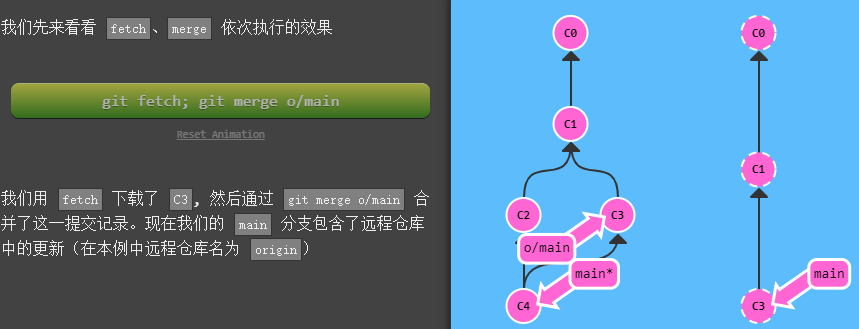 我们先来看看 fetch、merge 依次执行的效果
git fetch; git merge o/main
Reset Animation
我们用 fetch 下载了 C3, 然后通过 git merge o/main 合
并了这一提交记录。现在我们的 main 分支包含了远程仓库
中的更新（在本例中远程仓库名为 origin）
C0
C1
C2
C3
o/main
main*
C4
C0
C1
main
C3